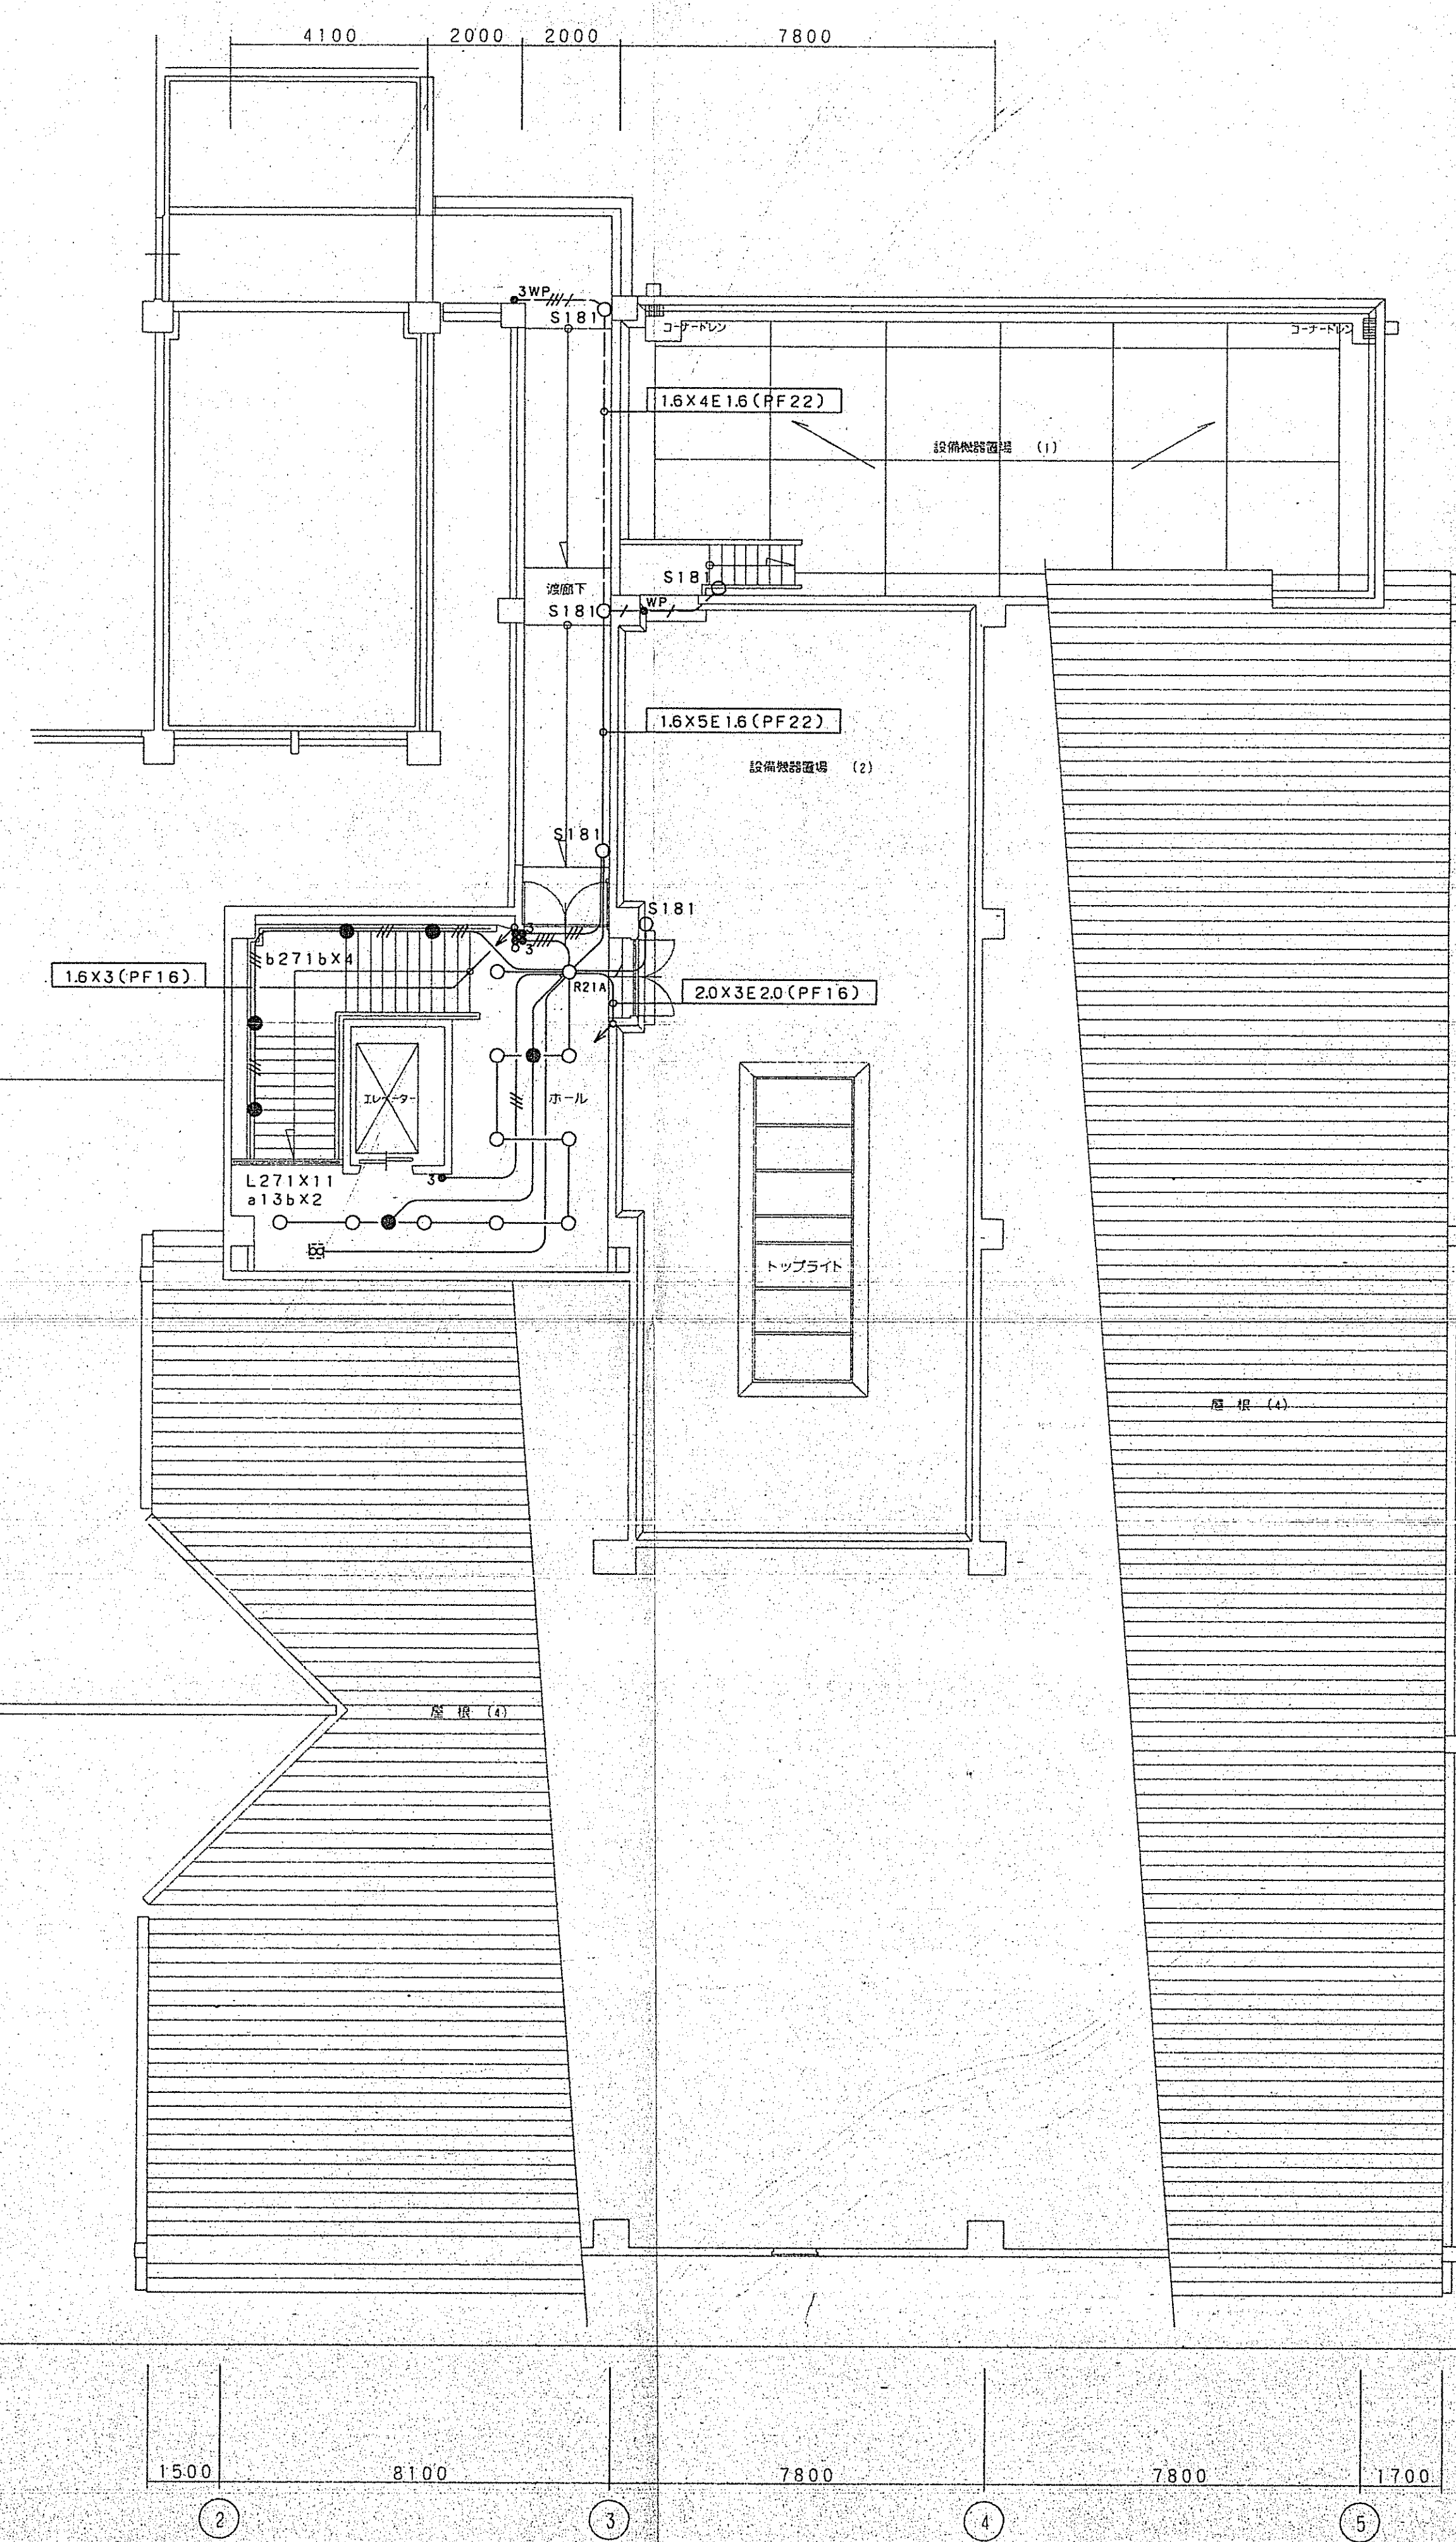 4100 2000 2000 7800
3WP
S181
コーナードレン コーナードレン
1.6X4E1.6(PF22)
設備機器置場 (1)
S181
渡廊下
S181 WP
1.6X5E1.6(PF22)
設備機器置場 (2)
S181
S181
3
3
b271bX4
1.6X3(PF16)
R21A
2.0X3E2.0(PF16)
エレベーター
ホール
3
L271X11
a13bX2
トップライト
屋根 (4)
屋根 (4)
1500 8100 7800 7800 1700
2 3 4 5